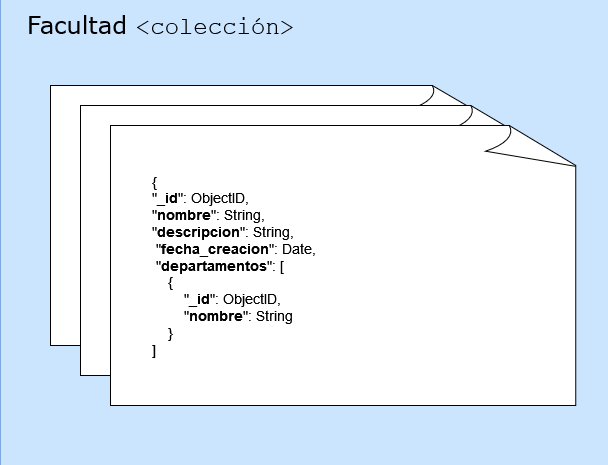 Facultad <colección>
{
"_id": ObjectID,
"nombre": String,
"descripcion": String,
"fecha_creacion": Date,
"departamentos": [
{
"_id": ObjectID,
"nombre": String
}
]